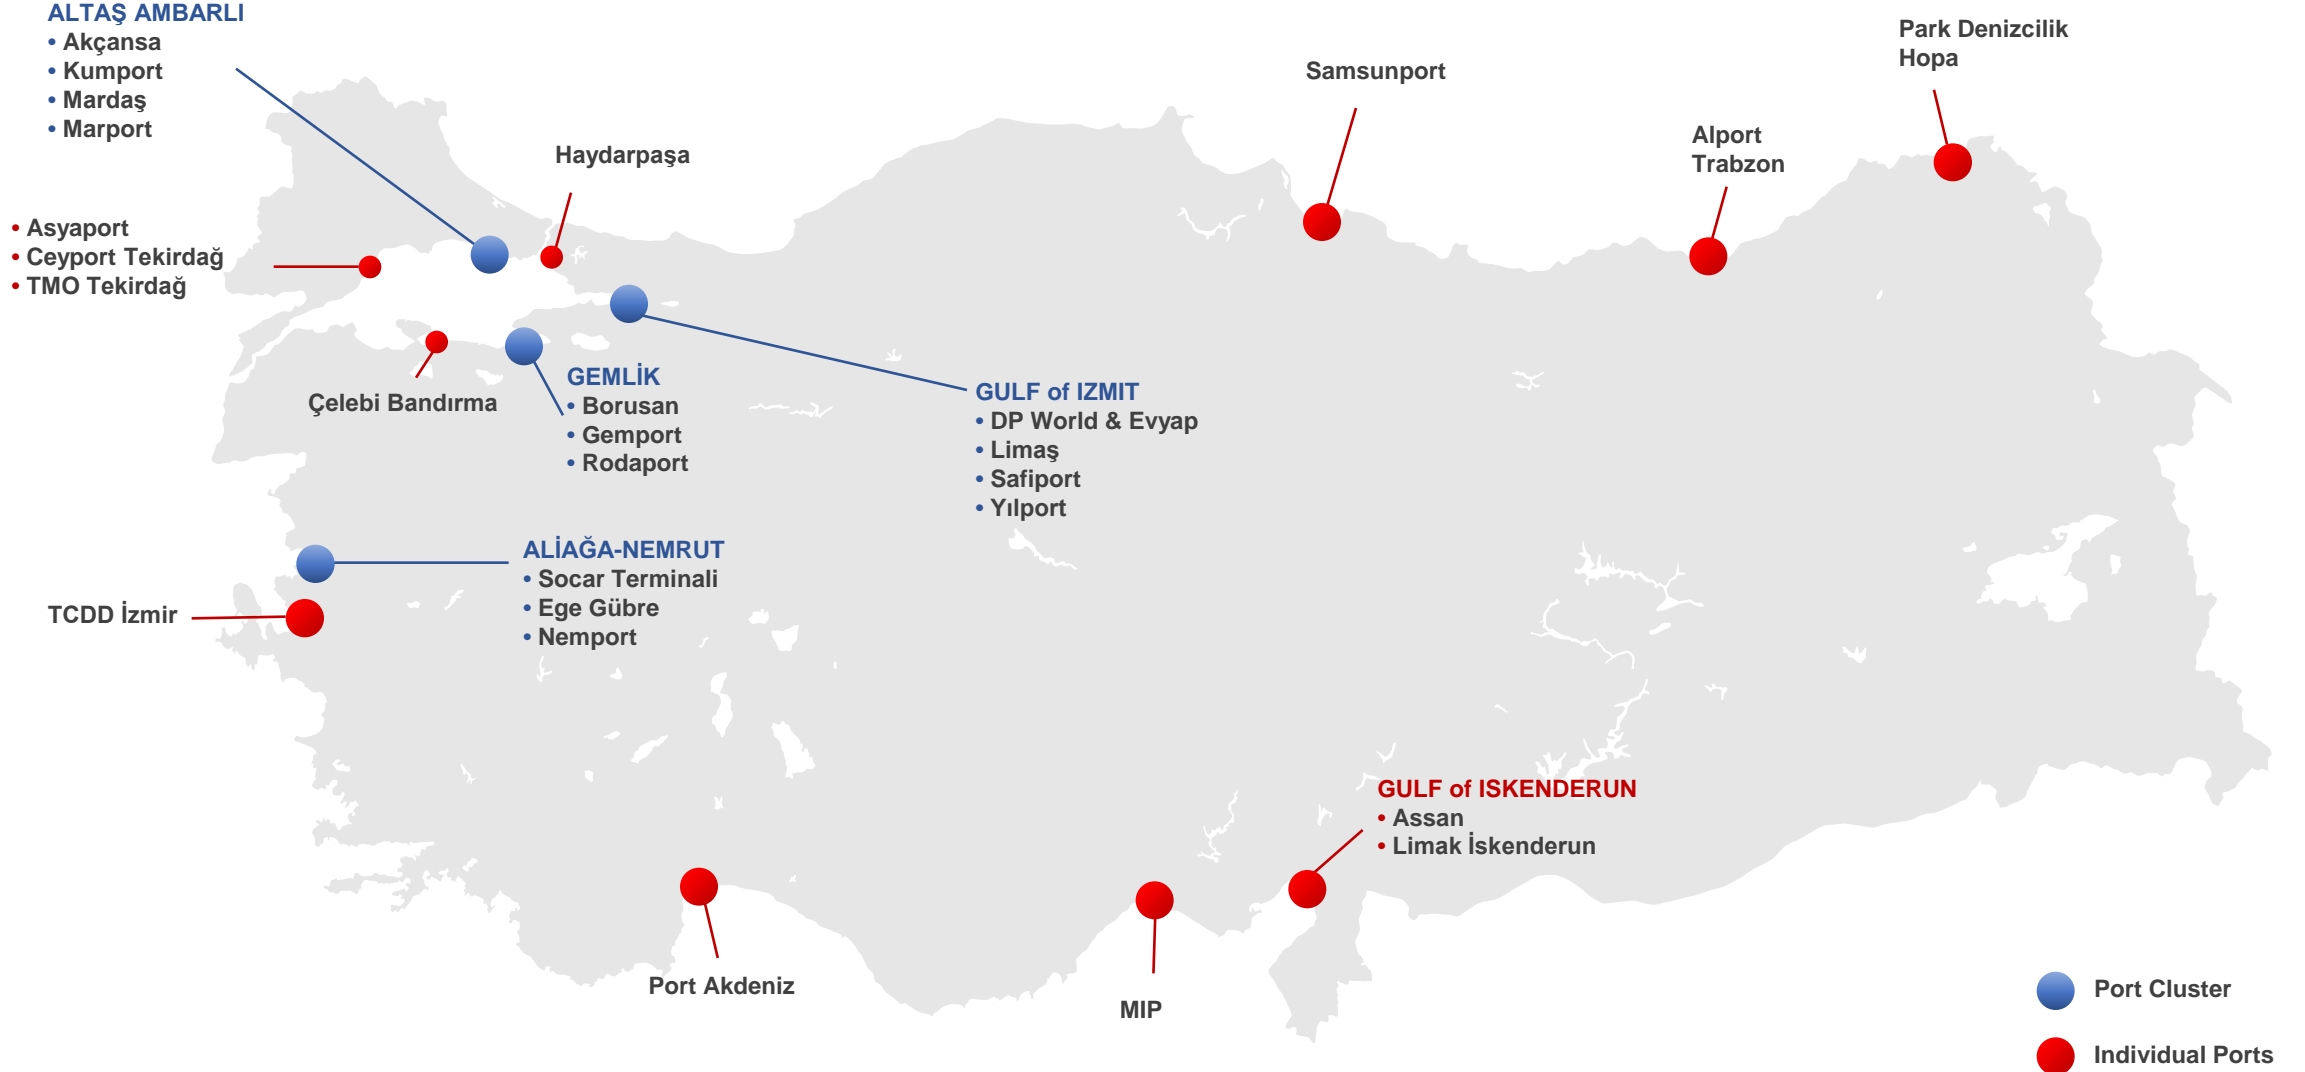 ALTAŞ AMBARLI
• Akçansa
• Kumport
• Mardaş
• Marport
Park Denizcilik
Hopa
Samsunport
Alport
Trabzon
Haydarpaşa
• Asyaport
• Ceyport Tekirdağ
• TMO Tekirdağ
Çelebi Bandırma
GEMLİK
• Borusan
• Gemport
• Rodaport
GULF of IZMIT
• DP World & Evyap
• Limaş
• Safiport
• Yılport
ALİAĞA-NEMRUT
• Socar Terminali
• Ege Gübre
• Nemport
TCDD İzmir
GULF of ISKENDERUN
• Assan
• Limak İskenderun
Port Akdeniz
MIP
Port Cluster
Individual Ports